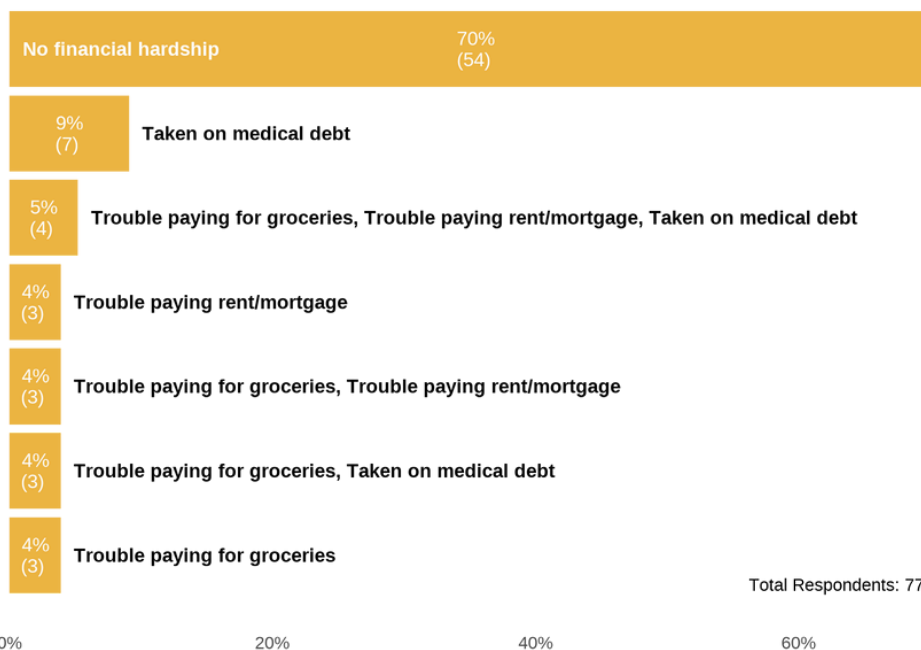 No financial hardship
70%
(54)
9%
(7)
Taken on medical debt
5%
(4)
Trouble paying for groceries, Trouble paying rent/mortgage, Taken on medical debt
4%
(3)
Trouble paying rent/mortgage
4%
(3)
Trouble paying for groceries, Trouble paying rent/mortgage
4%
(3)
Trouble paying for groceries, Taken on medical debt
4%
(3)
Trouble paying for groceries
Total Respondents: 77
0% 20% 40% 60%